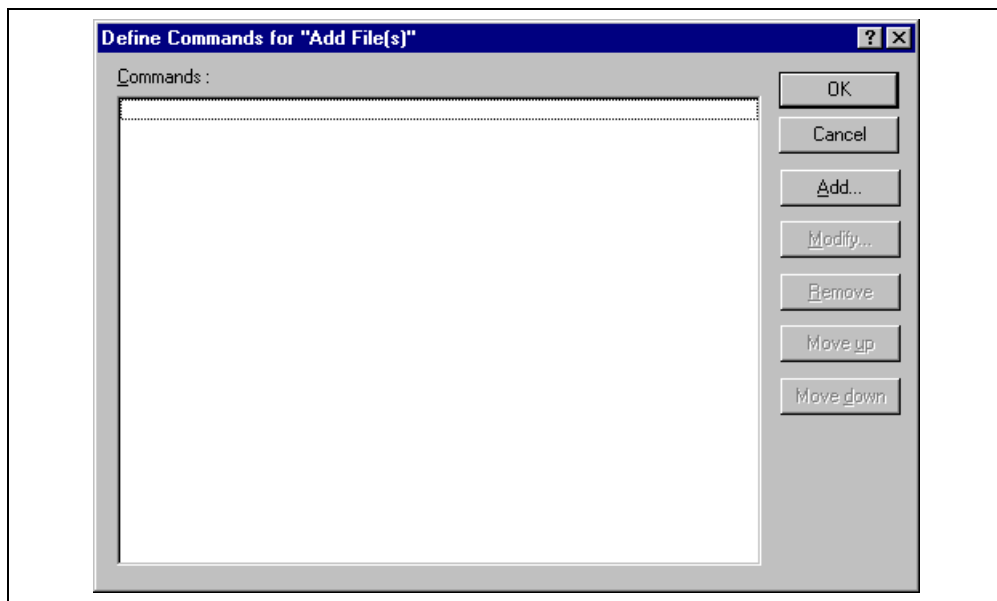 Define Commands for "Add File(s)"
Commands :
OK
Cancel
Add...
Modify...
Remove
Move up
Move down